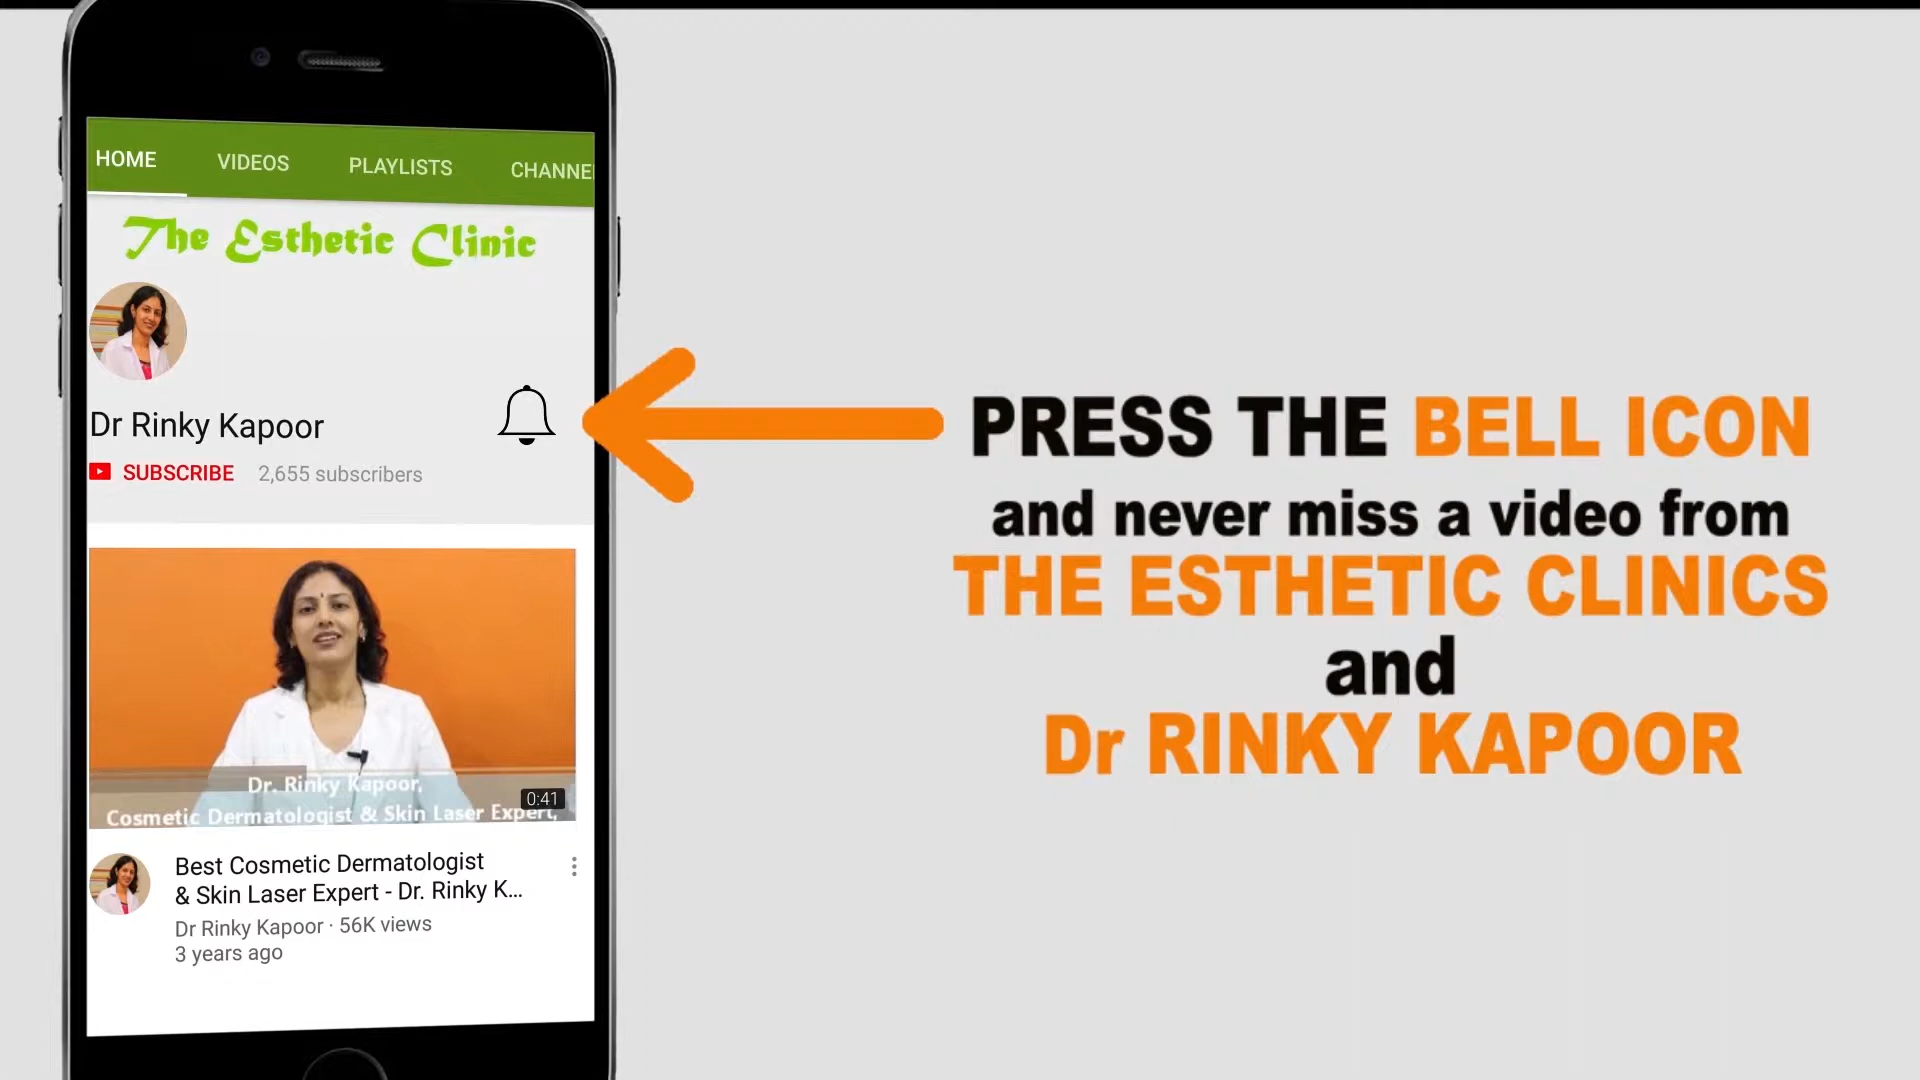 HOME VIDEOS PLAYLISTS CHANNE
The Esthetic Clinic
Dr Rinky Kapoor
SUBSCRIBE 2,655 subscribers
Dr. Rinky Kapoor,
0:41
Cosmetic Dermatologist & Skin Laser Expert,
Best Cosmetic Dermatologist
& Skin Laser Expert - Dr. Rinky K...
Dr Rinky Kapoor · 56K views
3 years ago
PRESS THE BELL ICON
and never miss a video from
THE ESTHETIC CLINICS
and
Dr RINKY KAPOOR